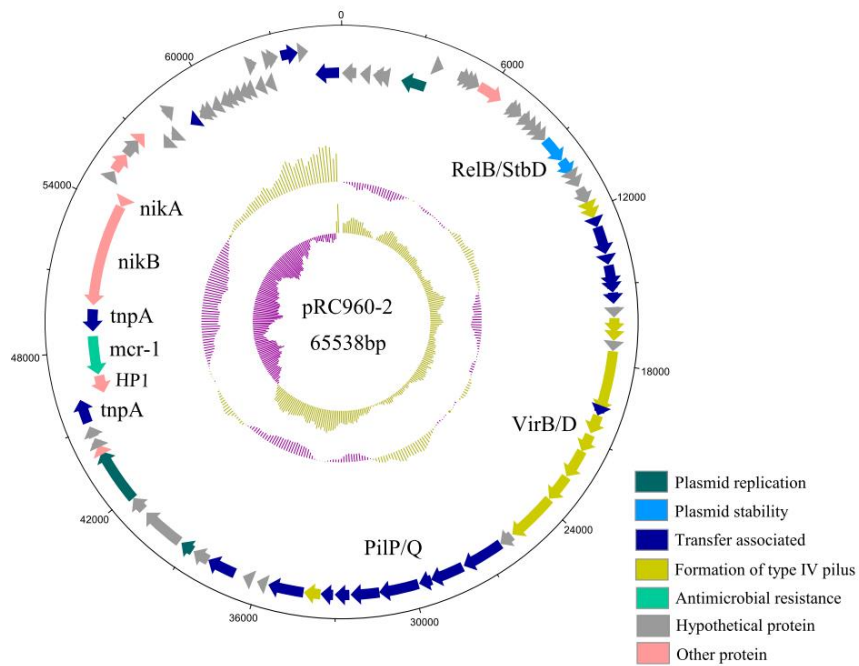 0
60000
6000
RelB/StbD
12000
54000
nikA
nikB
pRC960-2
65538bp
tnpA
mcr-1
48000
HP1
tnpA
18000
VirB/D
42000
24000
PilP/Q
36000
30000
Plasmid replication
Plasmid stability
Transfer associated
Formation of type IV pilus
Antimicrobial resistance
Hypothetical protein
Other protein